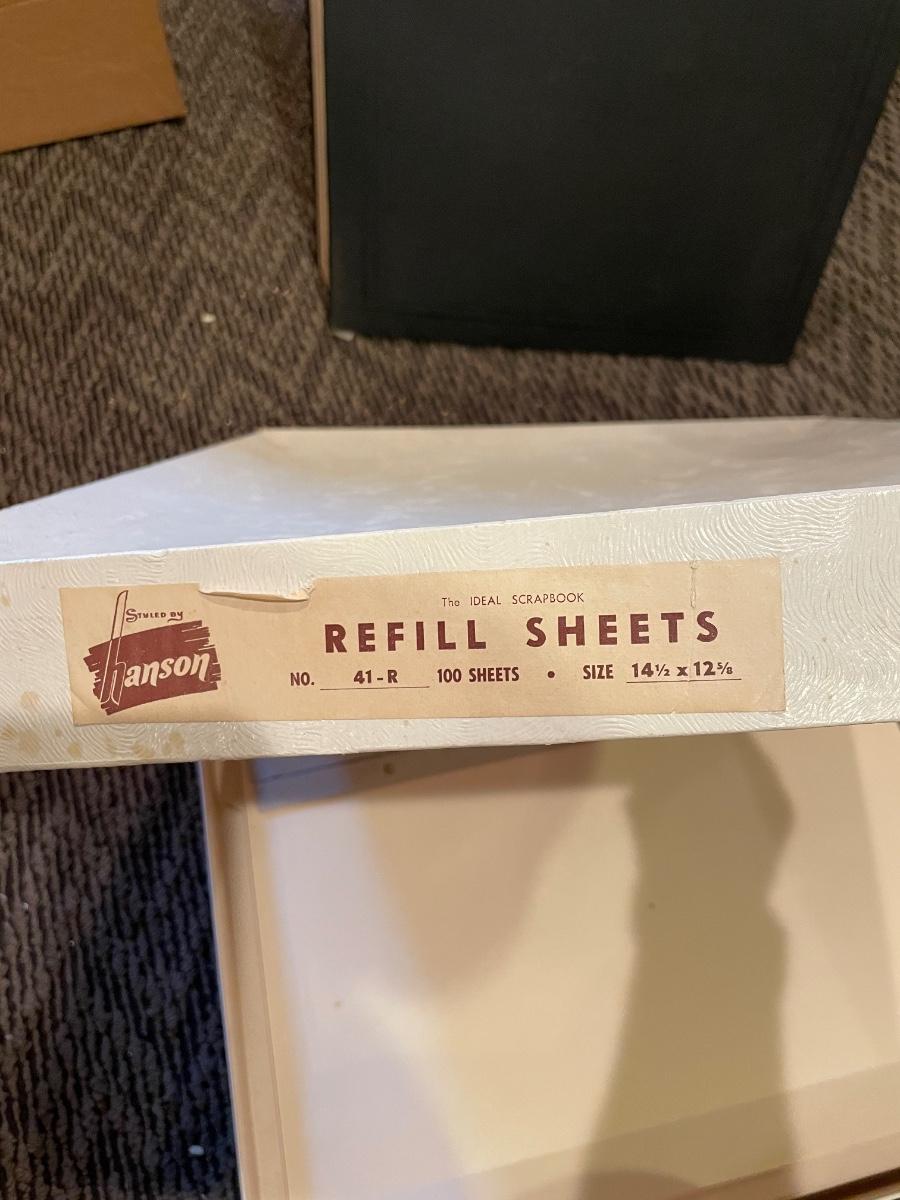 STYLED BY
hanson
The IDEAL SCRAPBOOK
REFILL SHEETS
NO. 41-R 100 SHEETS • SIZE 14½ x 12⅝